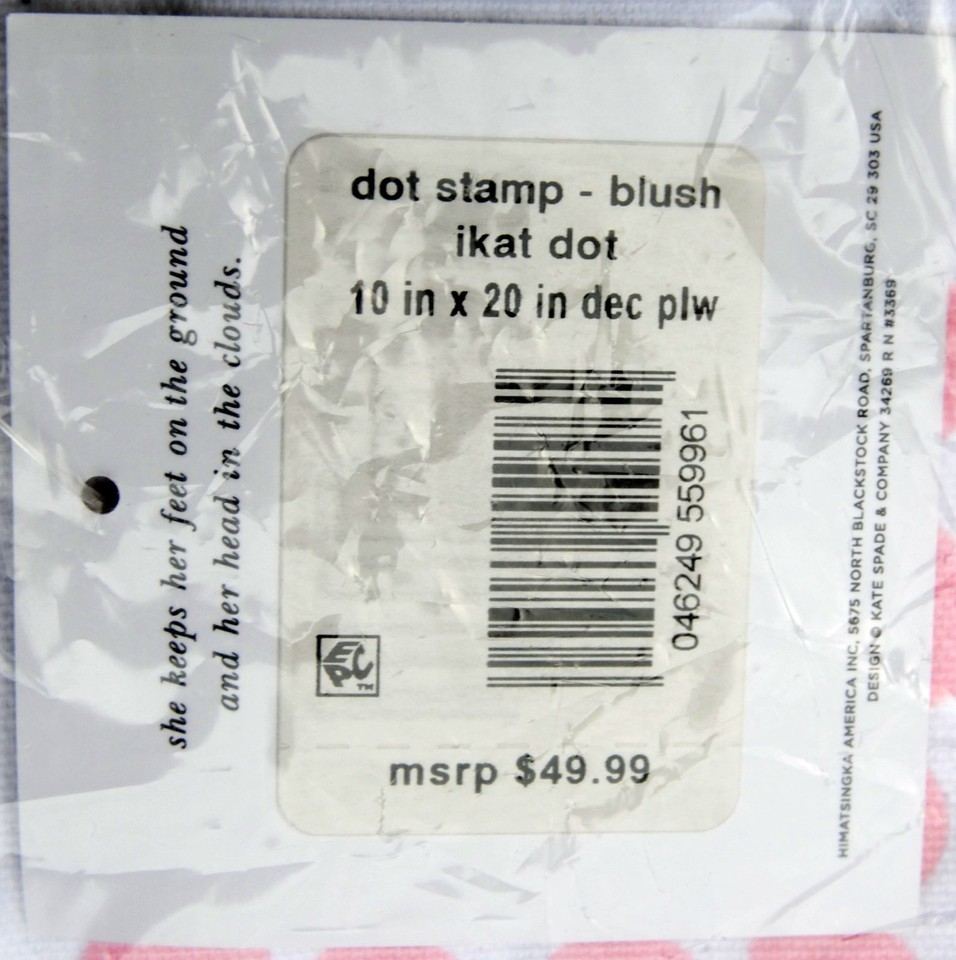 she keeps her feet on the ground
and her head in the clouds.
dot stamp - blush
ikat dot
10 in x 20 in dec plw
046249 559961
EPC™
msrp $49.99
HIMATSINGKA AMERICA INC, 5675 NORTH BLACKSTOCK ROAD, SPARTANBURG, SC 29 303 USA
DESIGN © KATE SPADE & COMPANY 34269 R N #3369